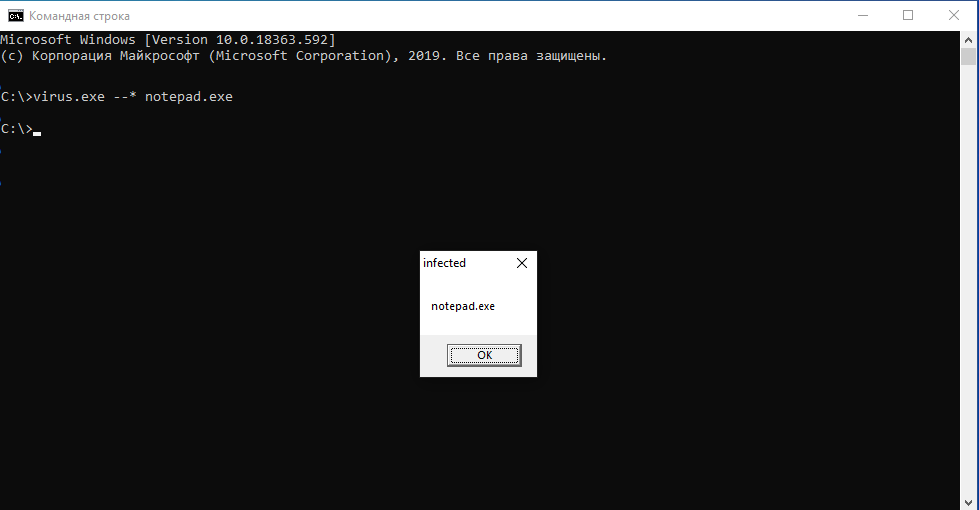 Командная строка
Microsoft Windows [Version 10.0.18363.592]
(c) Корпорация Майкрософт (Microsoft Corporation), 2019. Все права защищены.
C:\>virus.exe --* notepad.exe
C:\>
infected
notepad.exe
OK